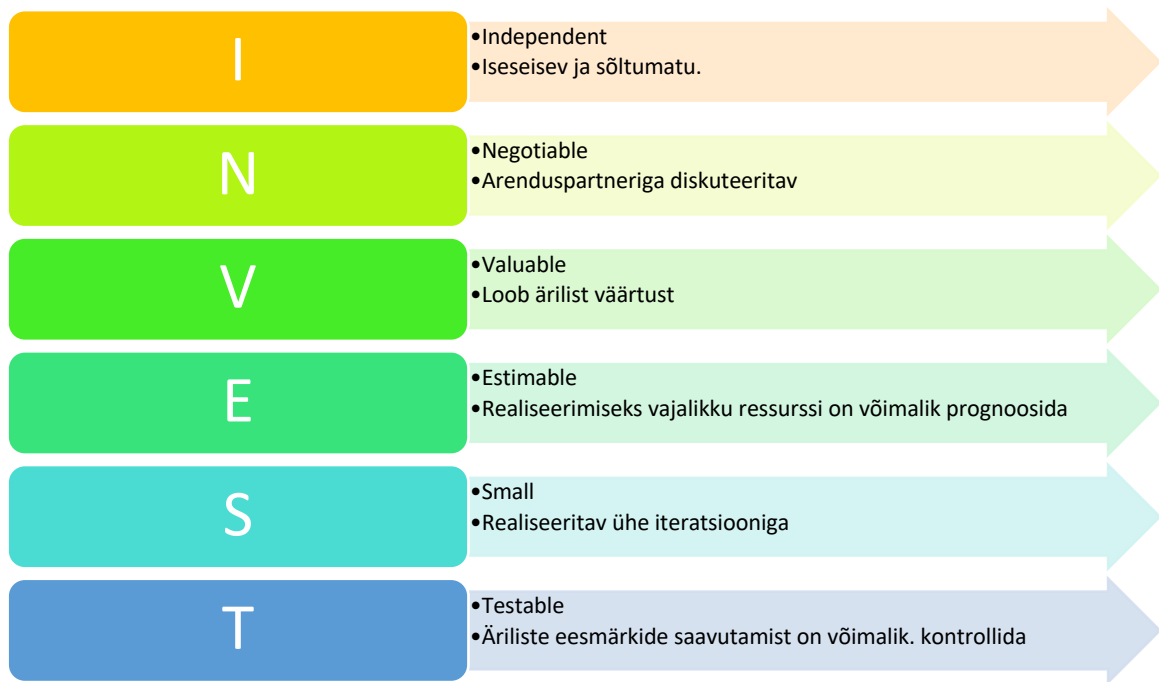 I
•Independent
•Iseseisev ja sõltumatu.
N
•Negotiable
•Arenduspartneriga diskuteeritav
V
•Valuable
•Loob ärilist väärtust
E
•Estimable
•Realiseerimiseks vajalikku ressurssi on võimalik prognoosida
S
•Small
•Realiseeritav ühe iteratsiooniga
T
•Testable
•Äriliste eesmärkide saavutamist on võimalik. kontrollida